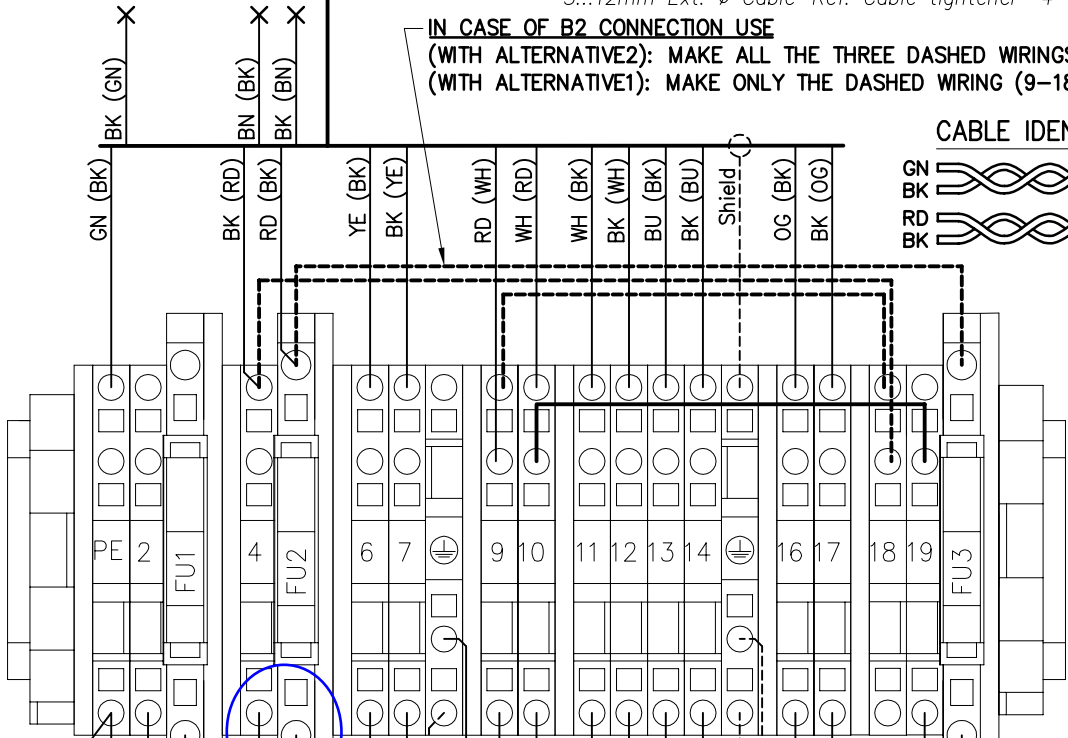 IN CASE OF B2 CONNECTION USE
(WITH ALTERNATIVE2): MAKE ALL THE THREE DASHED WIRINGS
(WITH ALTERNATIVE1): MAKE ONLY THE DASHED WIRING (9-18
BK (GN)
BN (BK)
BK (BN)
CABLE IDEN
GN
BK
RD
BK
GN (BK)
BK (RD)
RD (BK)
YE (BK)
BK (YE)
RD (WH)
WH (RD)
WH (BK)
BK (WH)
BU (BK)
BK (BU)
Shield
OG (BK)
BK (OG)
PE
2
FU1
4
FU2
6
7
9
10
11
12
13
14
16
17
18
19
FU3